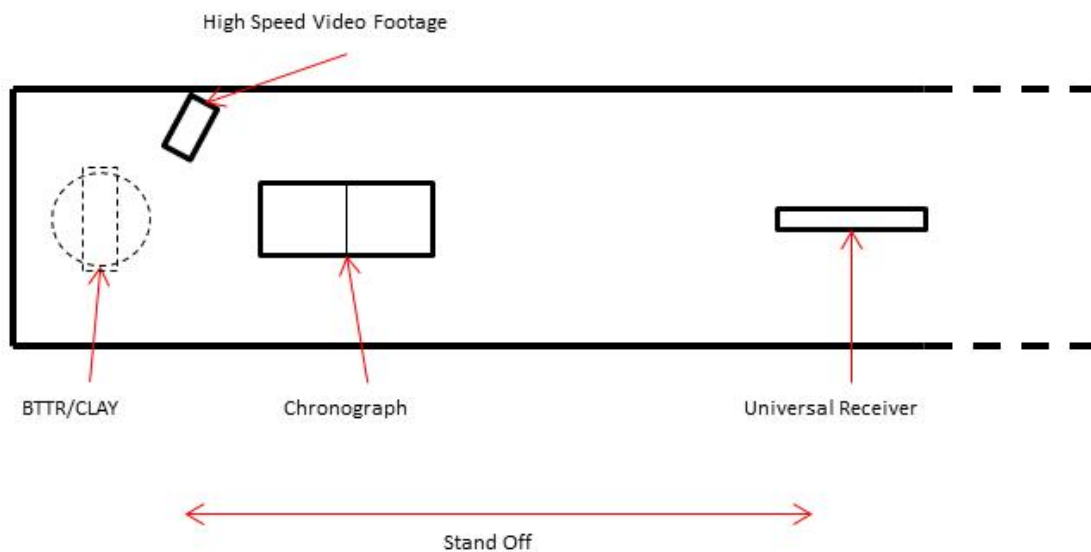 High Speed Video Footage
BTTR/CLAY
Chronograph
Universal Receiver
Stand Off